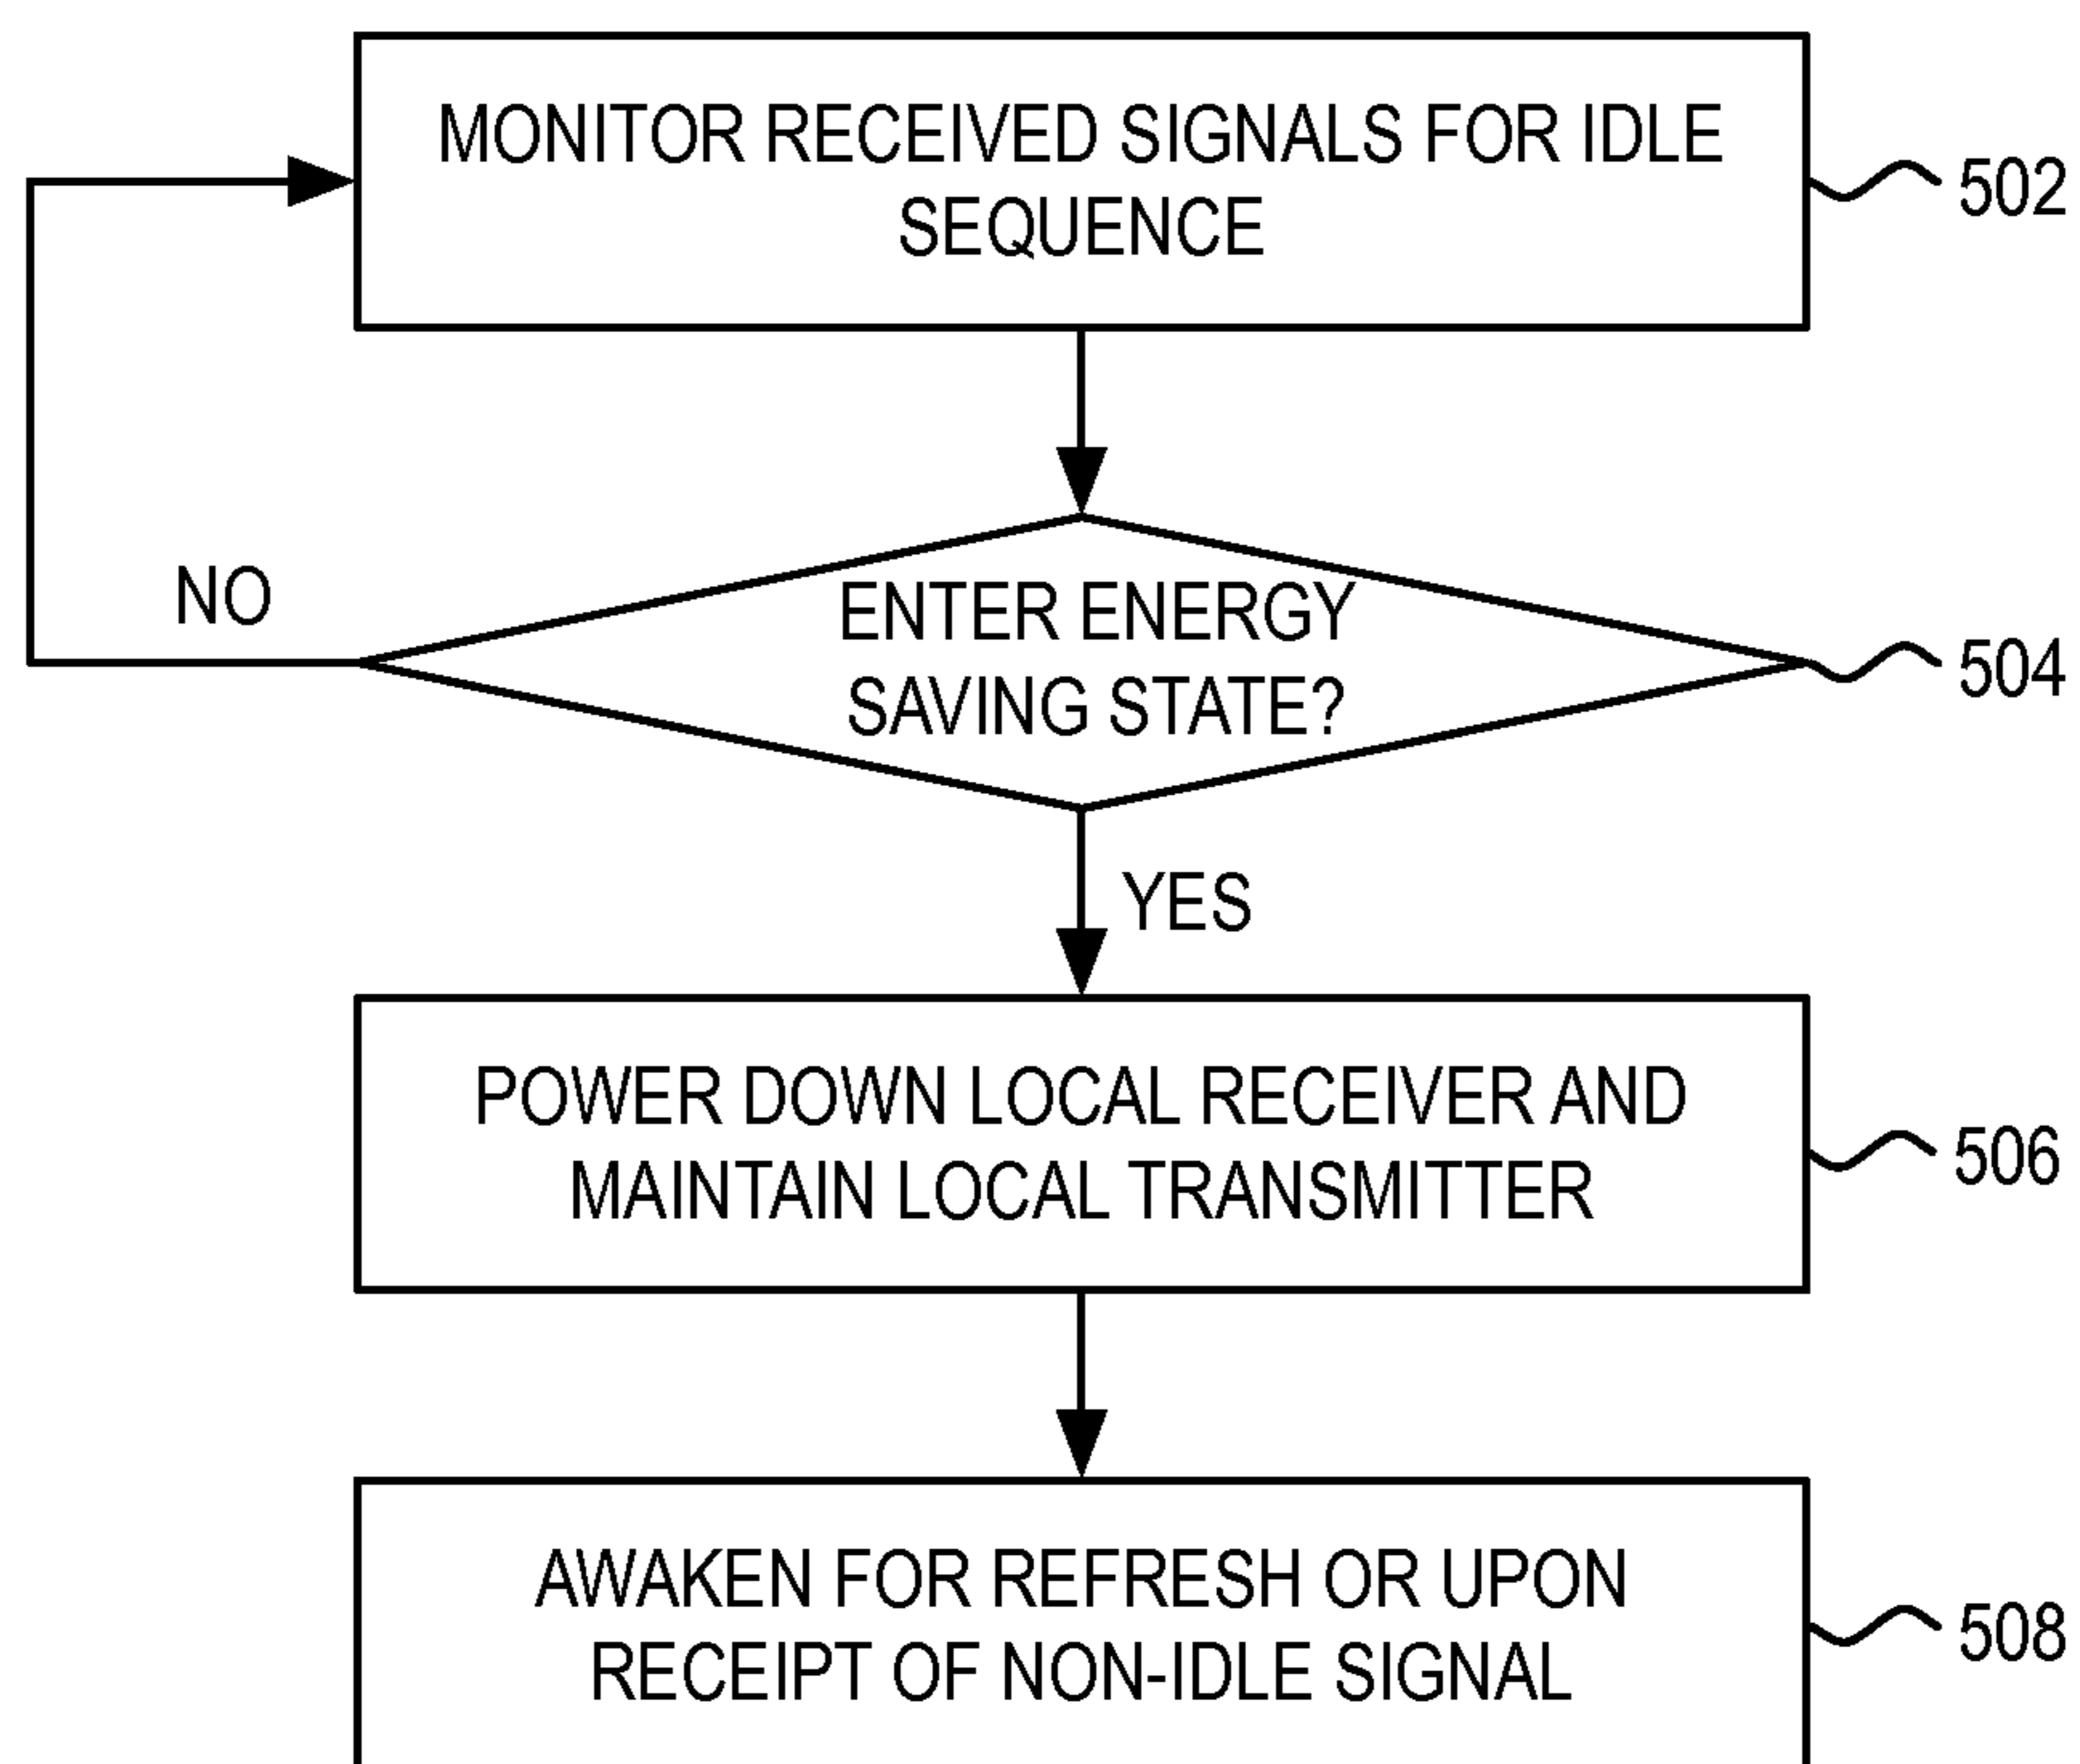 MONITOR RECEIVED SIGNALS FOR IDLE
SEQUENCE
502
ENTER ENERGY
SAVING STATE?
504
NO
YES
POWER DOWN LOCAL RECEIVER AND
MAINTAIN LOCAL TRANSMITTER
506
AWAKEN FOR REFRESH OR UPON
RECEIPT OF NON-IDLE SIGNAL
508